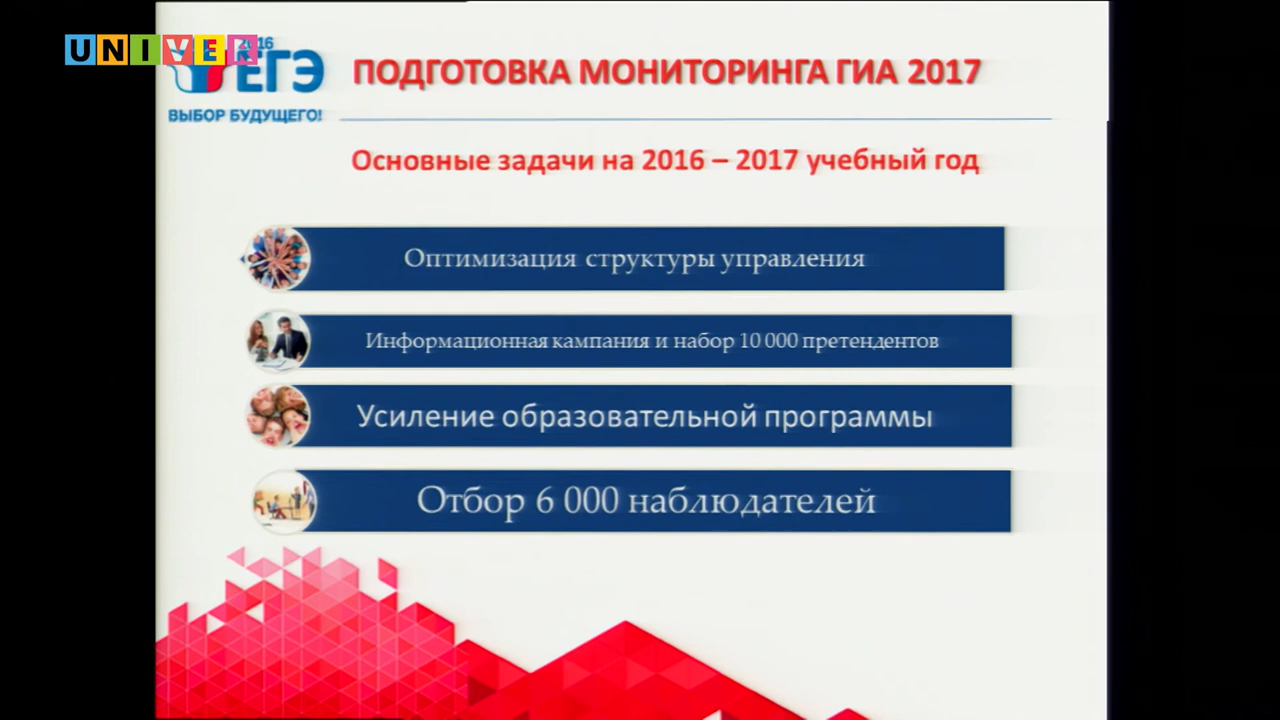 UNIVER
2016
ЕГЭ
ВЫБОР БУДУЩЕГО!
ПОДГОТОВКА МОНИТОРИНГА ГИА 2017
Основные задачи на 2016 – 2017 учебный год
Оптимизация структуры управления
Информационная кампания и набор 10 000 претендентов
Усиление образовательной программы
Отбор 6 000 наблюдателей